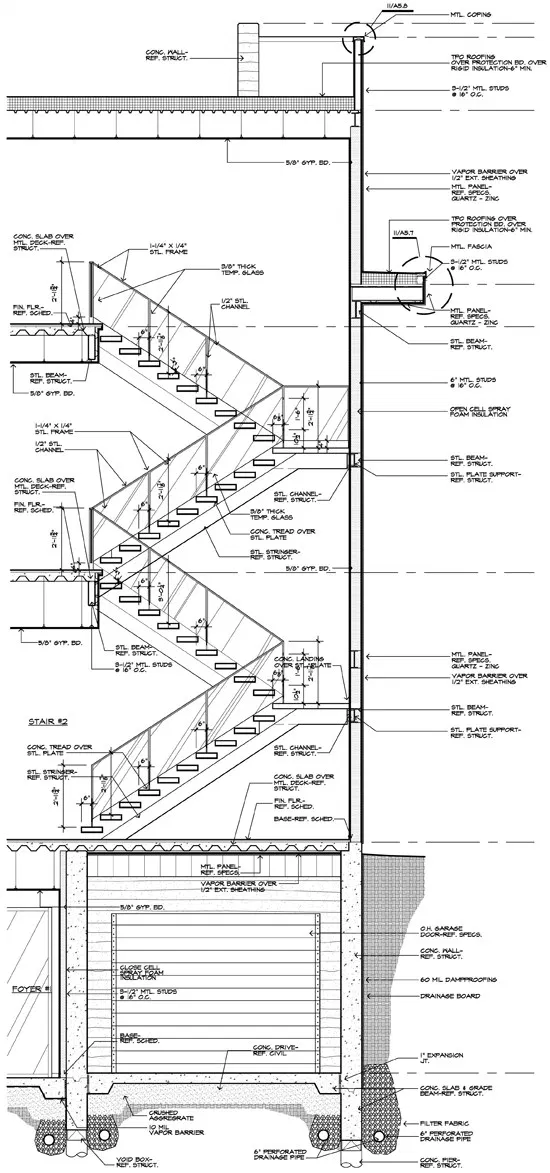 11/A5.8
MTL. COPING
CONC. WALL-
REF. STRUCT.
TPO ROOFING
OVER PROTECTION BD. OVER
RIGID INSULATION-6" MIN.
5-1/2" MTL. STUDS
@ 16" O.C.
5/8" GYP. BD.
VAPOR BARRIER OVER
1/2" EXT. SHEATHING
MTL. PANEL-
REF. SPECS.
QUARTZ - ZINC
TPO ROOFING OVER
PROTECTION BD. OVER
RIGID INSULATION-6" MIN.
11/A5.7
MTL. FASCIA
5-1/2" MTL. STUDS
@ 16" O.C.
MTL. PANEL-
REF. SPECS.
QUARTZ - ZINC
STL. BEAM-
REF. STRUCT.
CONC. SLAB OVER
MTL. DECK-REF.
STRUCT.
1-1/4" X 1/4"
STL. FRAME
3/8" THICK
TEMP. GLASS
1/2" STL.
CHANNEL
FIN. FLR.-
REF. SCHED.
STL. BEAM-
REF. STRUCT.
5/8" GYP. BD.
6" MTL. STUDS
@ 16" O.C.
OPEN CELL SPRAY
FOAM INSULATION
1-1/4" X 1/4"
STL. FRAME
1/2" STL.
CHANNEL
CONC. SLAB OVER
MTL. DECK-REF.
STRUCT.
FIN. FLR.-
REF. SCHED.
STL. BEAM-
REF. STRUCT.
STL. PLATE SUPPORT-
REF. STRUCT.
STL. CHANNEL-
REF. STRUCT.
3/8" THICK
TEMP. GLASS
CONC. TREAD OVER
STL. PLATE
STL. STRINGER-
REF. STRUCT.
5/8" GYP. BD.
5/8" GYP. BD.
STL. BEAM-
REF. STRUCT.
5-1/2" MTL. STUDS
@ 16" O.C.
CONC. LANDING
MTL. PANEL-
REF. SPECS.
QUARTZ - ZINC
VAPOR BARRIER OVER
1/2" EXT. SHEATHING
STL. BEAM-
REF. STRUCT.
STL. PLATE SUPPORT-
REF. STRUCT.
STAIR #2
CONC. TREAD OVER
STL. PLATE
STL. STRINGER-
REF. STRUCT.
STL. CHANNEL-
REF. STRUCT.
CONC. SLAB OVER
MTL. DECK-REF.
STRUCT.
FIN. FLR.-
REF. SCHED.
BASE-REF. SCHED.
MTL. PANEL-
REF. SPECS.
VAPOR BARRIER OVER
1/2" EXT. SHEATHING
5/8" GYP. BD.
O.H. GARAGE
DOOR-REF. SPECS.
CONC. WALL-
REF. STRUCT.
CLOSE CELL
SPRAY FOAM
INSULATION
5-1/2" MTL. STUDS
@ 16" O.C.
FOYER #1
60 MIL DAMPPROOFING
DRAINAGE BOARD
BASE-
REF. SCHED.
CONC. DRIVE-
REF. CIVIL
1" EXPANSION
JT.
CONC. SLAB & GRADE
BEAM-REF. STRUCT.
CRUSHED
AGGREGRATE
10 MIL
VAPOR BARRIER
FILTER FABRIC
6" PERFORATED
DRAINAGE PIPE
6" PERFORATED
DRAINAGE PIPE
VOID BOX-
REF. STRUCT.
CONC. PIER-
REF. STRUCT.